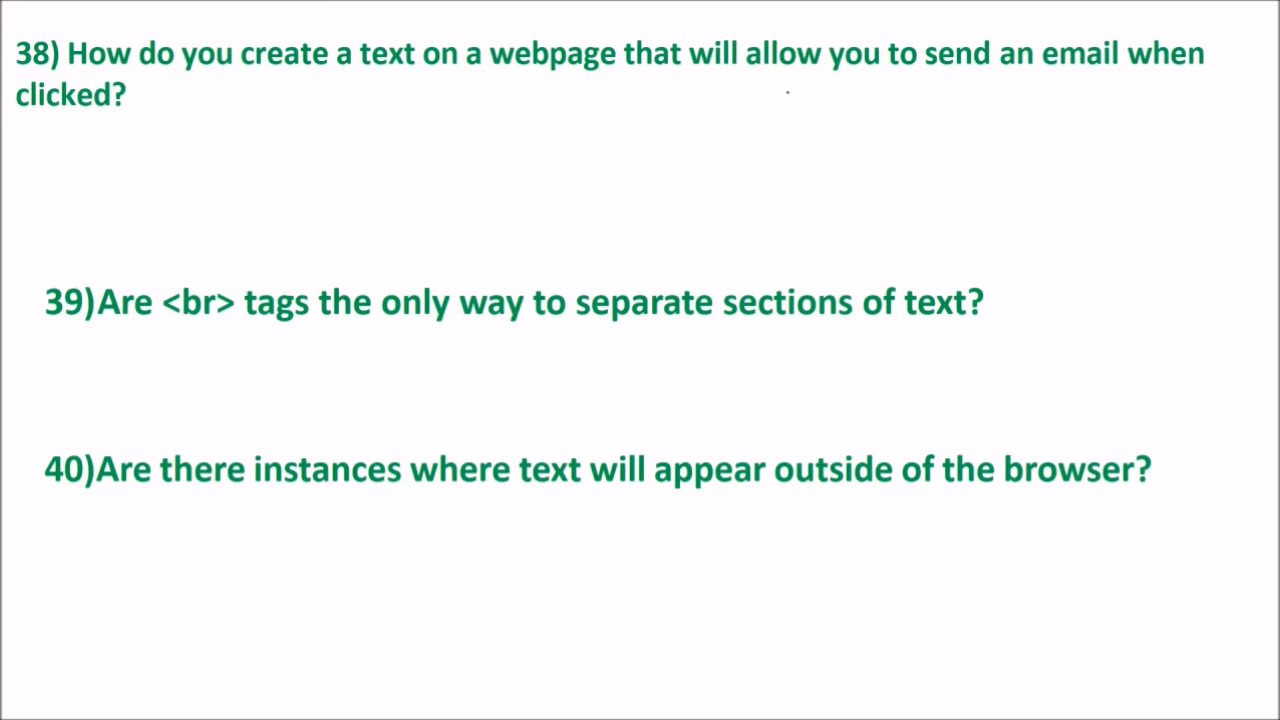 38) How do you create a text on a webpage that will allow you to send an email when
clicked?
39)Are <br> tags the only way to separate sections of text?
40)Are there instances where text will appear outside of the browser?